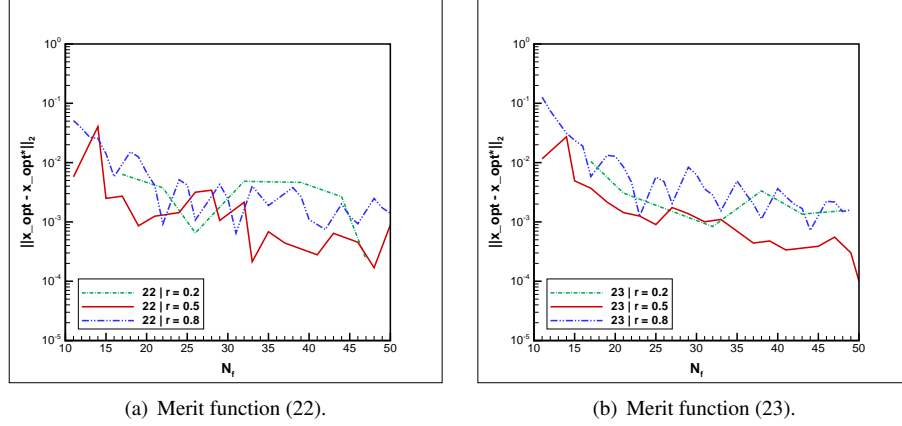 ||x_opt - x_opt*||₂
10⁰
10⁻¹
10⁻²
10⁻³
10⁻⁴
10⁻⁵
22 | r = 0.2
22 | r = 0.5
22 | r = 0.8
10 15 20 25 30 35 40 45 50
N_f
(a) Merit function (22).
||x_opt - x_opt*||₂
10⁰
10⁻¹
10⁻²
10⁻³
10⁻⁴
10⁻⁵
23 | r = 0.2
23 | r = 0.5
23 | r = 0.8
10 15 20 25 30 35 40 45 50
N_f
(b) Merit function (23).